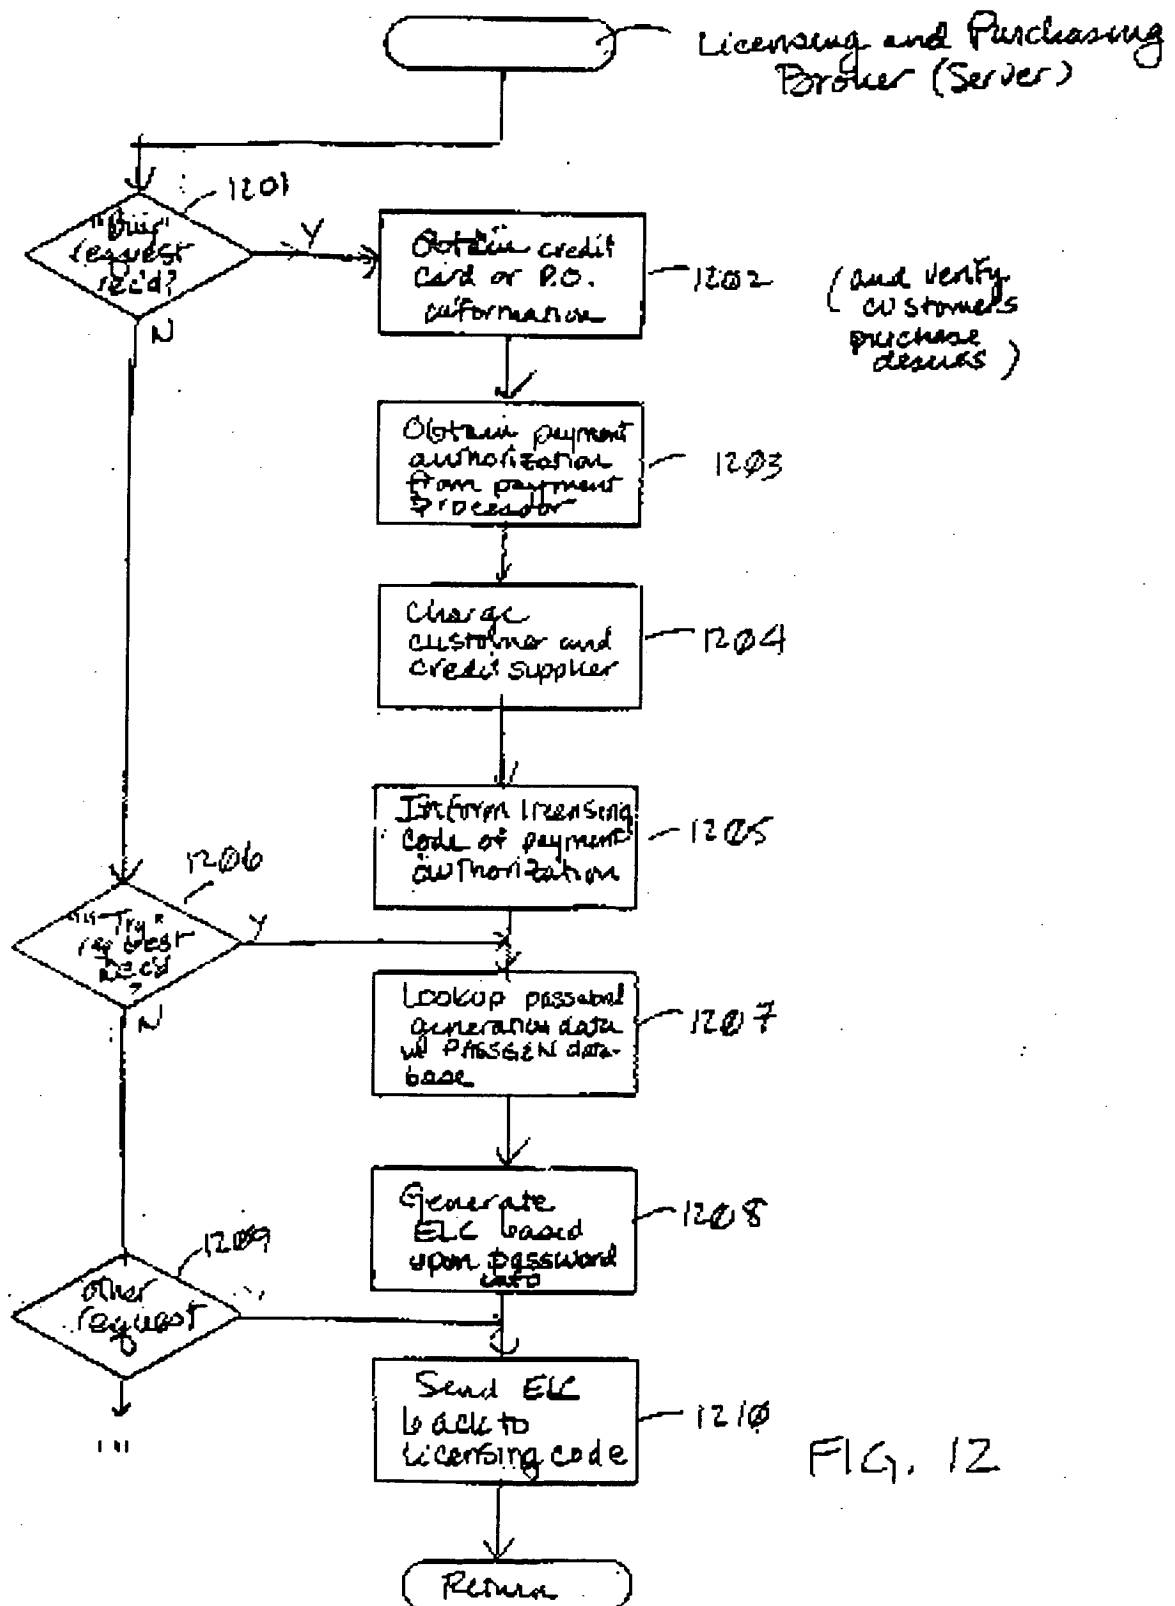 Licensing and Purchasing
Broker (Server)
1201
"Buy"
request
rec'd?
Y
N
Obtain credit
card or P.O.
information
1202
(and verify
customers
purchase
desires)
Obtain payment
authorization
from payment
processor
1203
Charge
customer and
credit supplier
1204
Inform licensing
code of payment
authorization
1205
1206
"Try"
request
rec'd
?
Y
N
Lookup password
generation data
w/ PASSGEN data-
base
1207
Generate
ELC based
upon password
info
1208
1209
other
request
Send ELC
back to
licensing code
1210
FIG. 12
Return